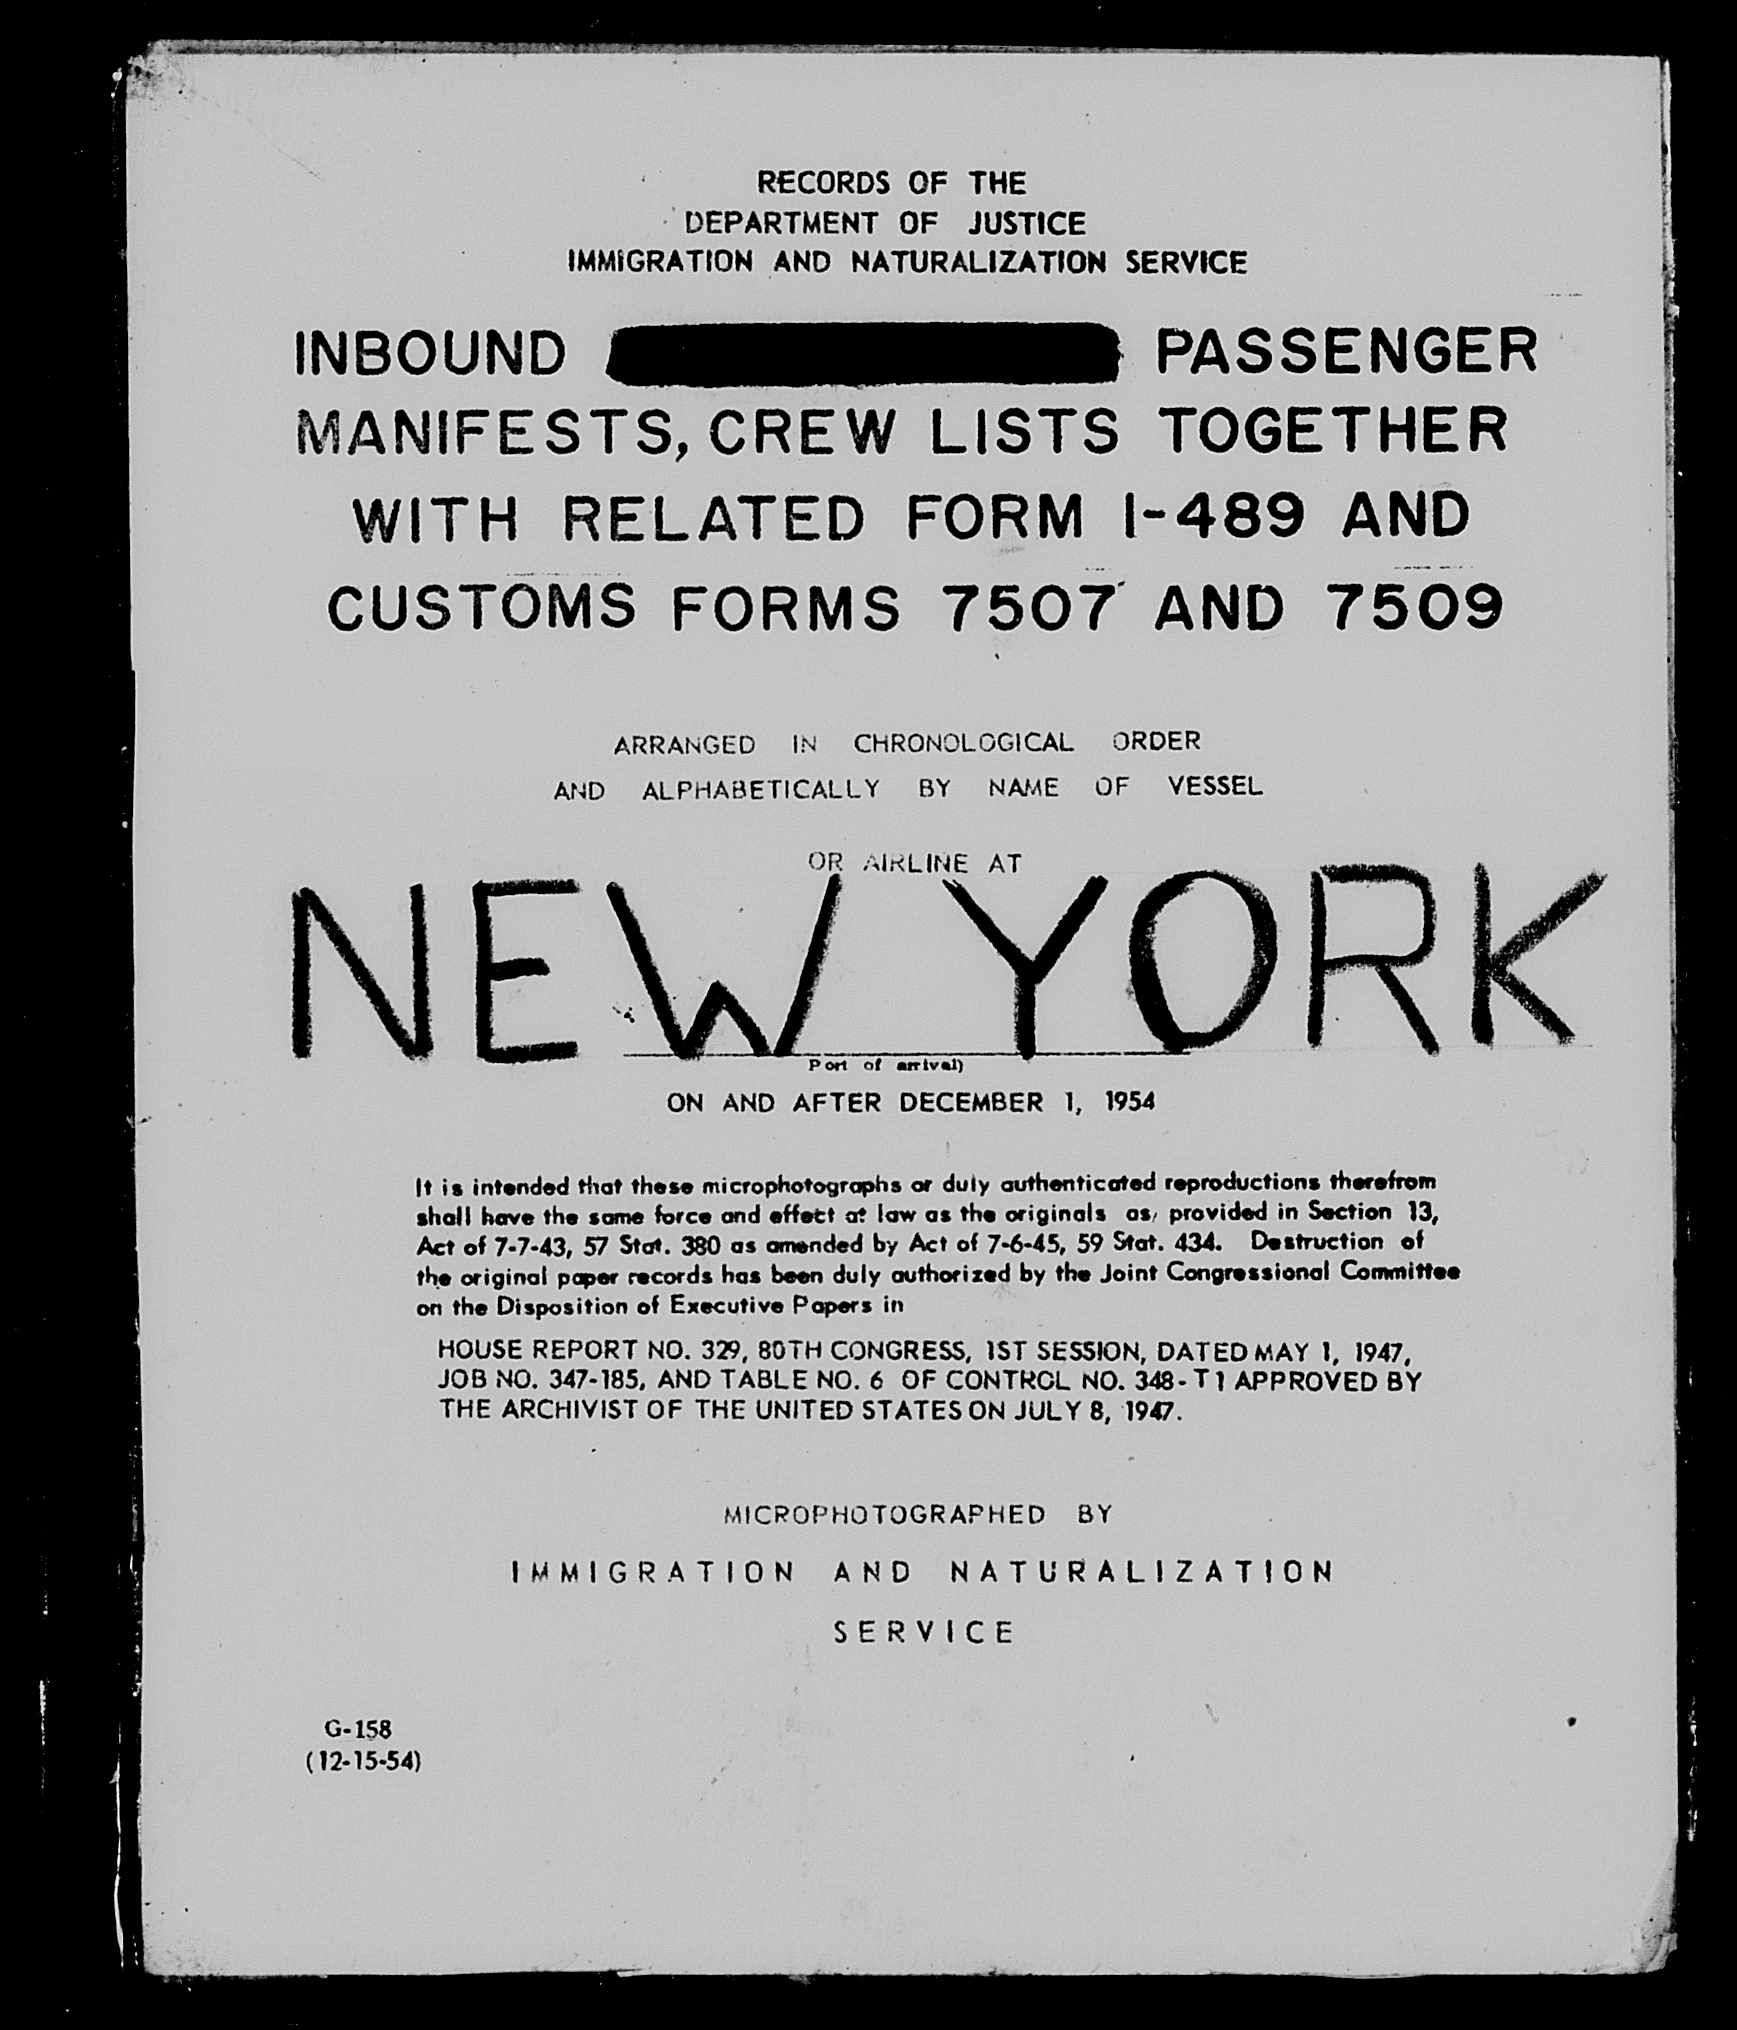 RECORDS OF THE
DEPARTMENT OF JUSTICE
IMMIGRATION AND NATURALIZATION SERVICE
INBOUND PASSENGER
MANIFESTS, CREW LISTS TOGETHER
WITH RELATED FORM I-489 AND
CUSTOMS FORMS 7507 AND 7509
ARRANGED IN CHRONOLOGICAL ORDER
AND ALPHABETICALLY BY NAME OF VESSEL
OR AIRLINE AT
NEW YORK
Port of arrival)
ON AND AFTER DECEMBER 1, 1954
It is intended that these microphotographs or duly authenticated reproductions therefrom
shall have the same force and effect at law as the originals as, provided in Section 13,
Act of 7-7-43, 57 Stat. 380 as amended by Act of 7-6-45, 59 Stat. 434. Destruction of
the original paper records has been duly authorized by the Joint Congressional Committee
on the Disposition of Executive Papers in
HOUSE REPORT NO. 329, 80TH CONGRESS, 1ST SESSION, DATED MAY 1, 1947,
JOB NO. 347-185, AND TABLE NO. 6 OF CONTROL NO. 348-T1 APPROVED BY
THE ARCHIVIST OF THE UNITED STATES ON JULY 8, 1947.
MICROPHOTOGRAPHED BY
IMMIGRATION AND NATURALIZATION
SERVICE
G-158
(12-15-54)